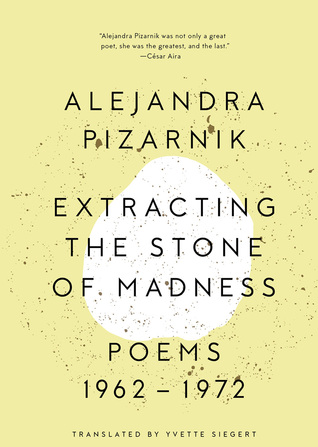 "Alejandra Pizarnik was not only a great
poet, she was the greatest, and the last."
—César Aira
ALEJANDRA
PIZARNIK
EXTRACTING
THE STONE
OF MADNESS
POEMS
1962 – 1972
TRANSLATED BY YVETTE SIEGERT